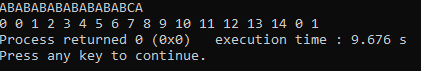 ABABABABABABABABCA
0 0 1 2 3 4 5 6 7 8 9 10 11 12 13 14 0 1
Process returned 0 (0x0)   execution time : 9.676 s
Press any key to continue.